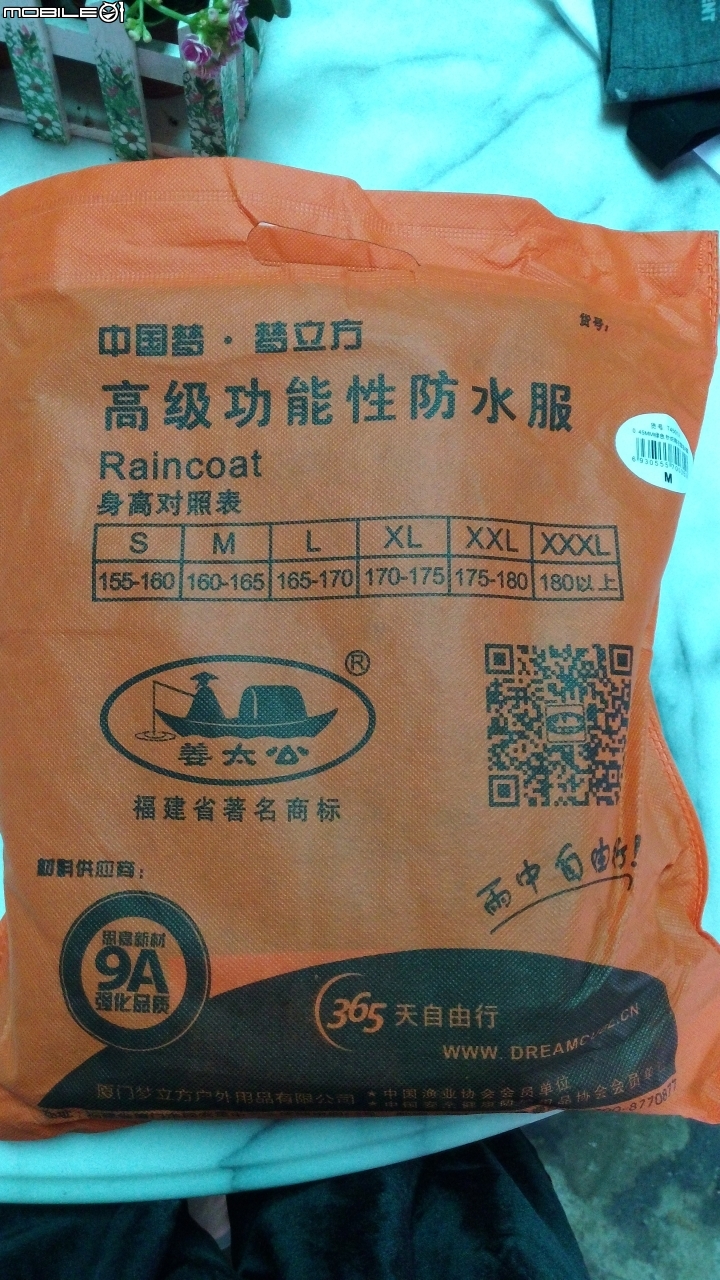 MOBILE01
ANT
中国梦·梦立方
货号:
高级功能性防水服
Raincoat
身高对照表
S M L XL XXL XXXL
155-160 160-165 165-170 170-175 175-180 180以上
M
®
姜太公
福建省著名商标
材料供应商:
雨中自由行!
思嘉新材
9A
强化品质
365天自由行
厦门梦立方户外用品有限公司
★中国渔业协会会员单位